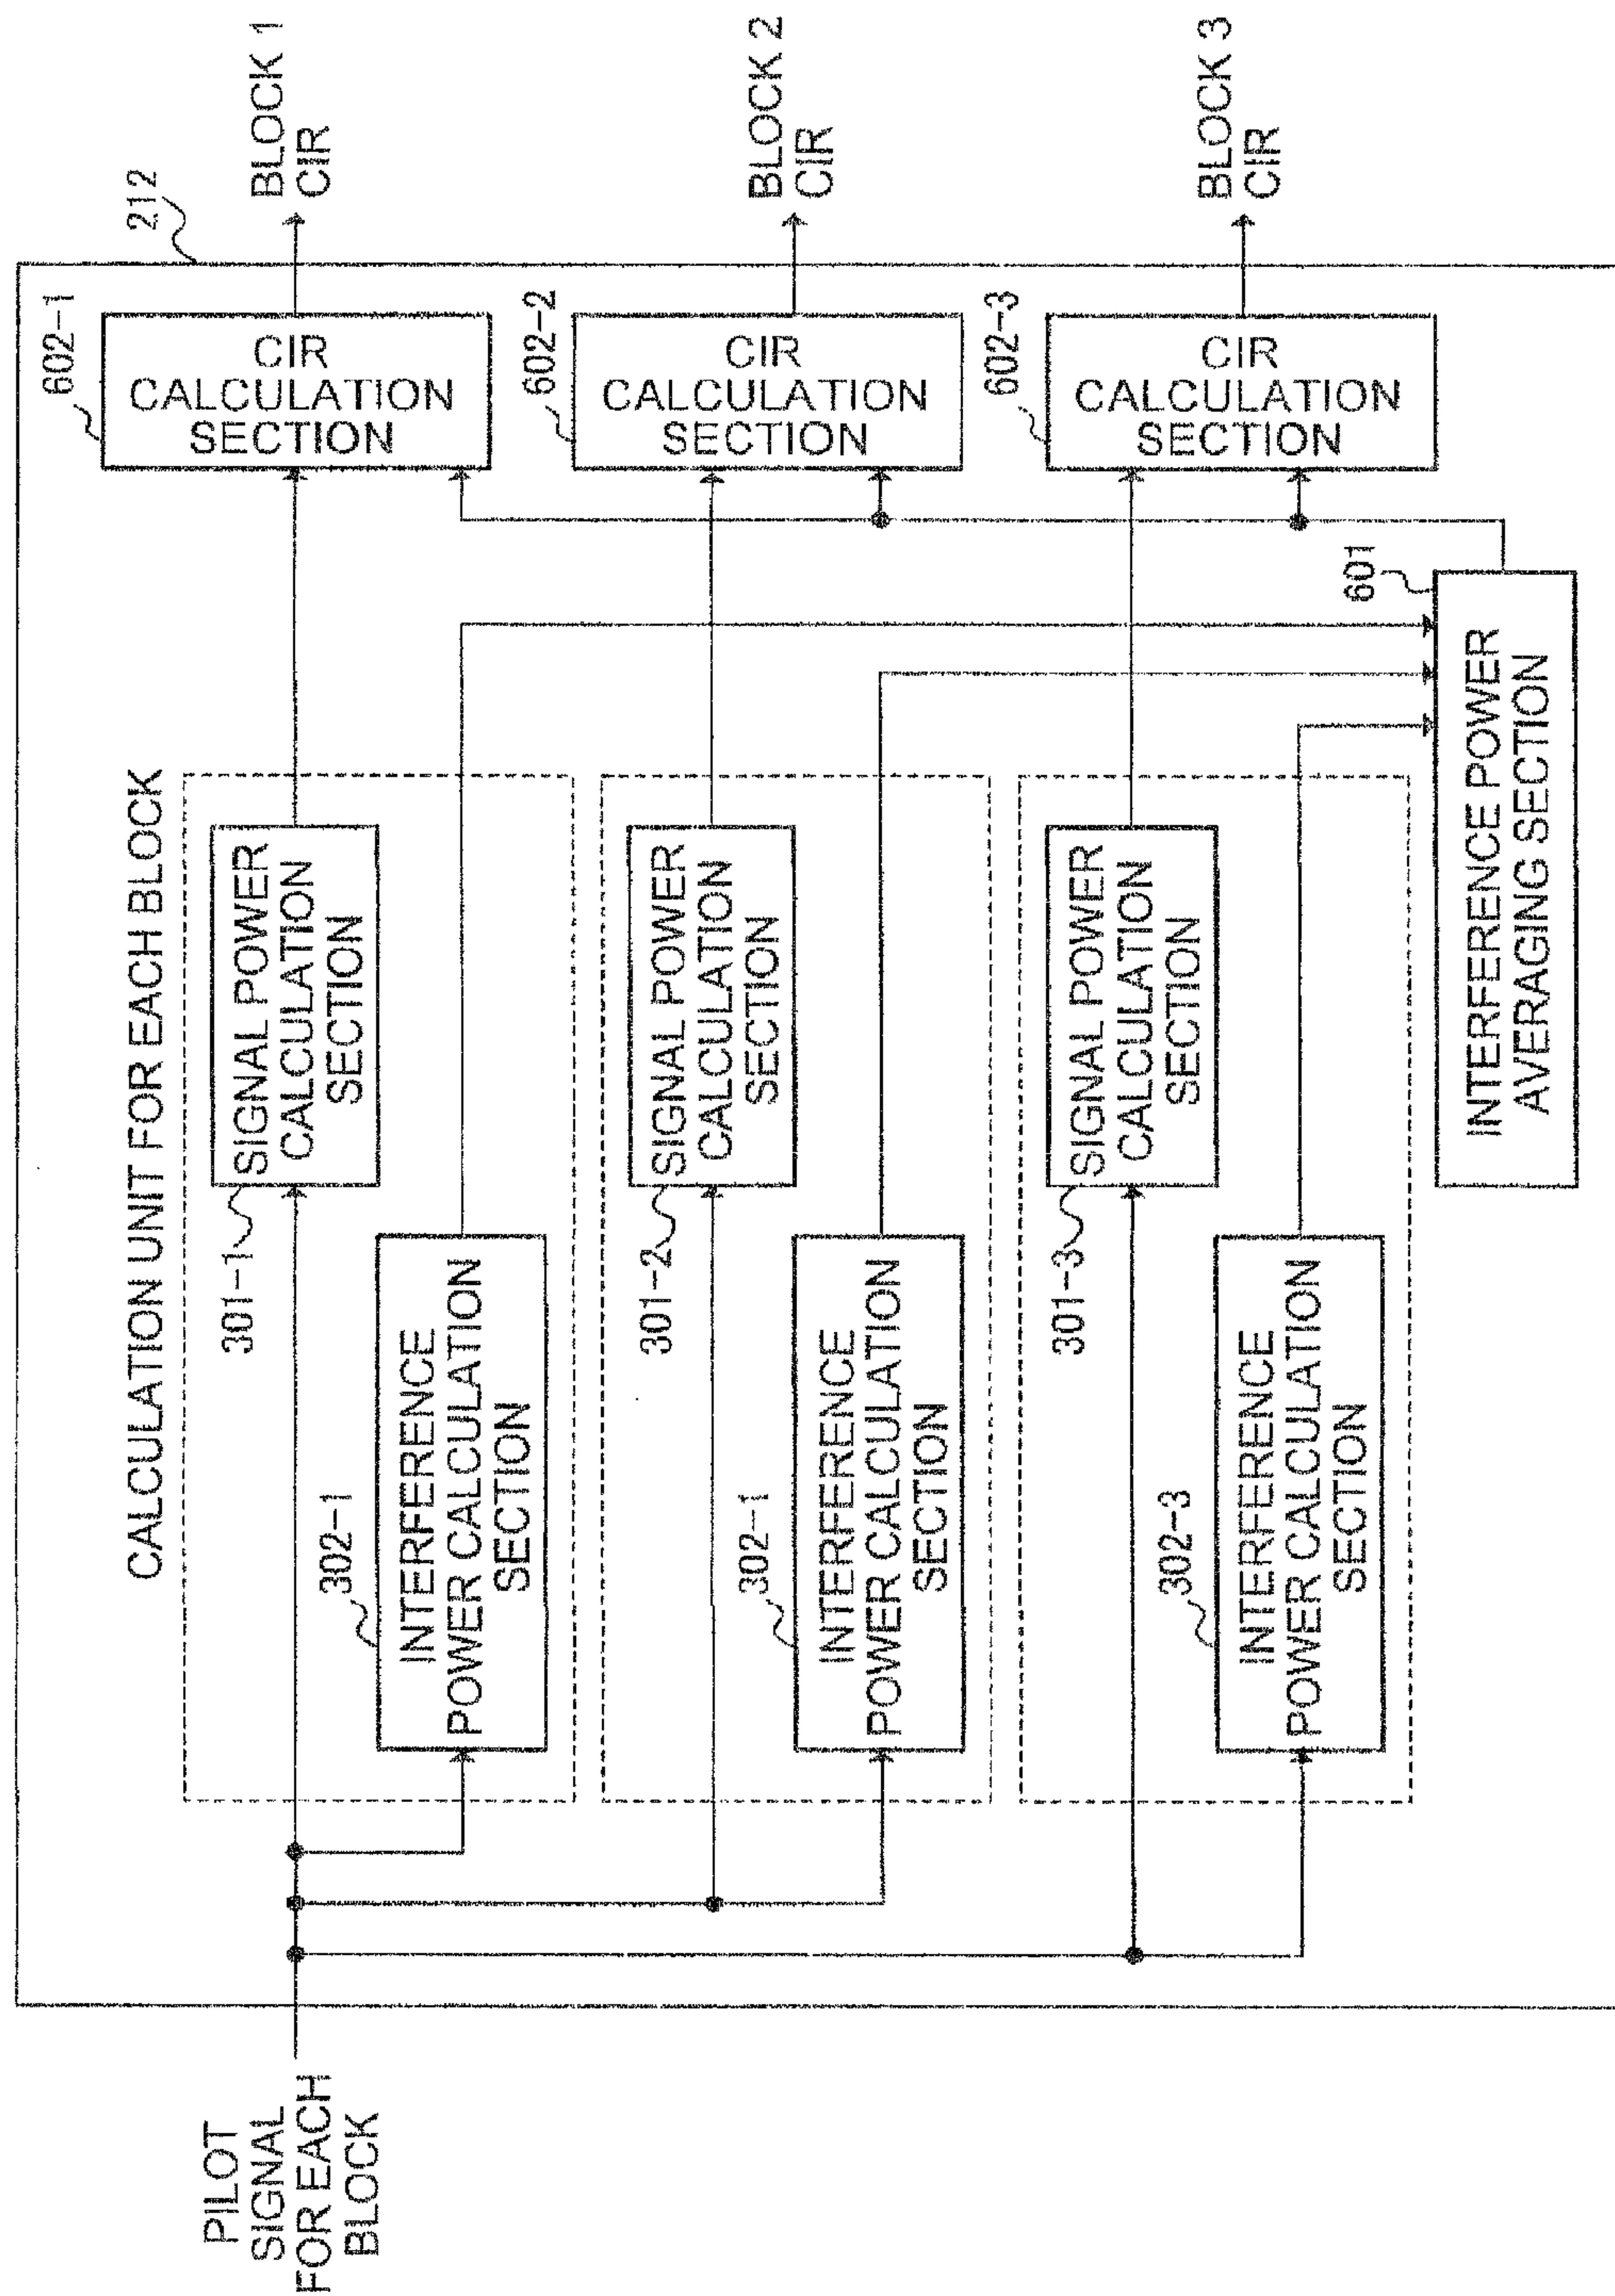 PILOT
SIGNAL
FOR EACH
BLOCK
CALCULATION UNIT FOR EACH BLOCK
301-1
SIGNAL POWER
CALCULATION
SECTION
302-1
INTERFERENCE
POWER CALCULATION
SECTION
301-2
SIGNAL POWER
CALCULATION
SECTION
302-1
INTERFERENCE
POWER CALCULATION
SECTION
301-3
SIGNAL POWER
CALCULATION
SECTION
302-3
INTERFERENCE
POWER CALCULATION
SECTION
601
INTERFERENCE POWER
AVERAGING SECTION
602-1
CIR
CALCULATION
SECTION
602-2
CIR
CALCULATION
SECTION
602-3
CIR
CALCULATION
SECTION
212
BLOCK 1
CIR
BLOCK 2
CIR
BLOCK 3
CIR